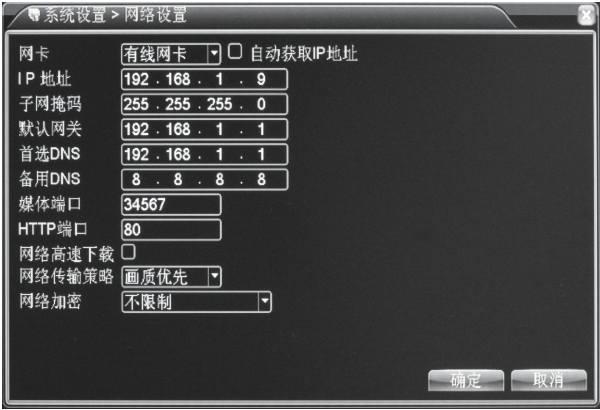 系统设置 > 网络设置
网卡 有线网卡 自动获取IP地址
IP 地址 192 . 168 . 1 . 9
子网掩码 255 . 255 . 255 . 0
默认网关 192 . 168 . 1 . 1
首选DNS 192 . 168 . 1 . 1
备用DNS 8 . 8 . 8 . 8
媒体端口 34567
HTTP端口 80
网络高速下载
网络传输策略 画质优先
网络加密 不限制
确定 取消